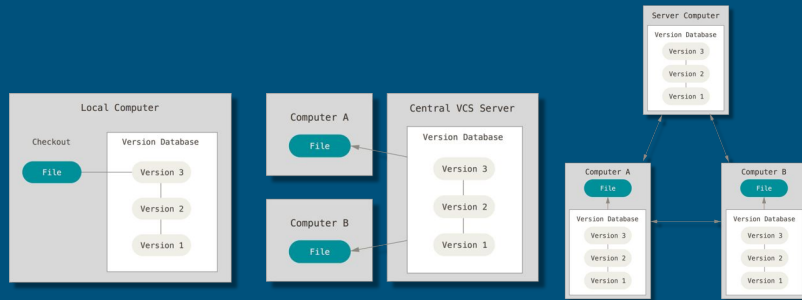 Local Computer
Checkout
File
Version Database
Version 3
Version 2
Version 1
Computer A
File
Computer B
File
Central VCS Server
Version Database
Version 3
Version 2
Version 1
Server Computer
Version Database
Version 3
Version 2
Version 1
Computer A
File
Version Database
Version 3
Version 2
Version 1
Computer B
File
Version Database
Version 3
Version 2
Version 1